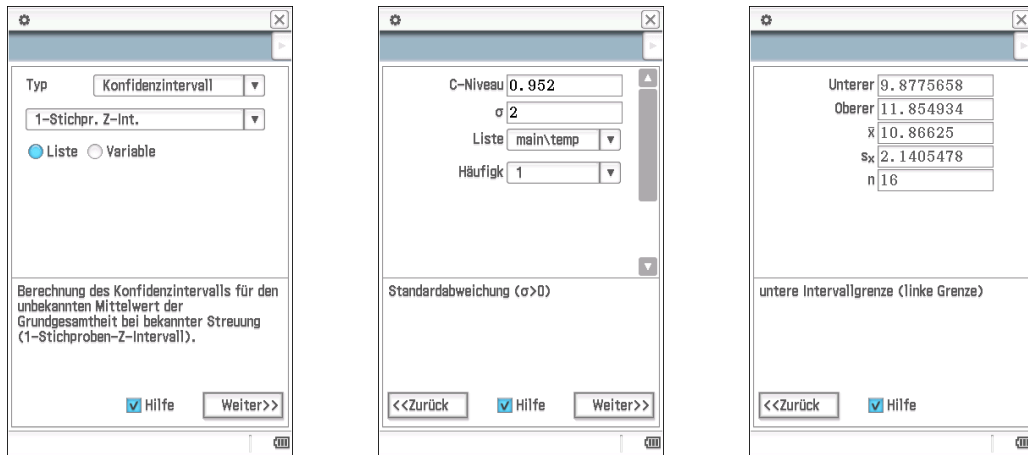 Typ Konfidenzintervall
1-Stichpr. Z-Int.
Liste Variable
Berechnung des Konfidenzintervalls für den
unbekannten Mittelwert der
Grundgesamtheit bei bekannter Streuung
(1-Stichproben-Z-Intervall).
Hilfe Weiter>>
C-Niveau 0.952
σ 2
Liste main\temp
Häufigk 1
Standardabweichung (σ>0)
<<Zurück Hilfe Weiter>>
Unterer 9.8775658
Oberer 11.854934
x̄ 10.86625
sx 2.1405478
n 16
untere Intervallgrenze (linke Grenze)
<<Zurück Hilfe